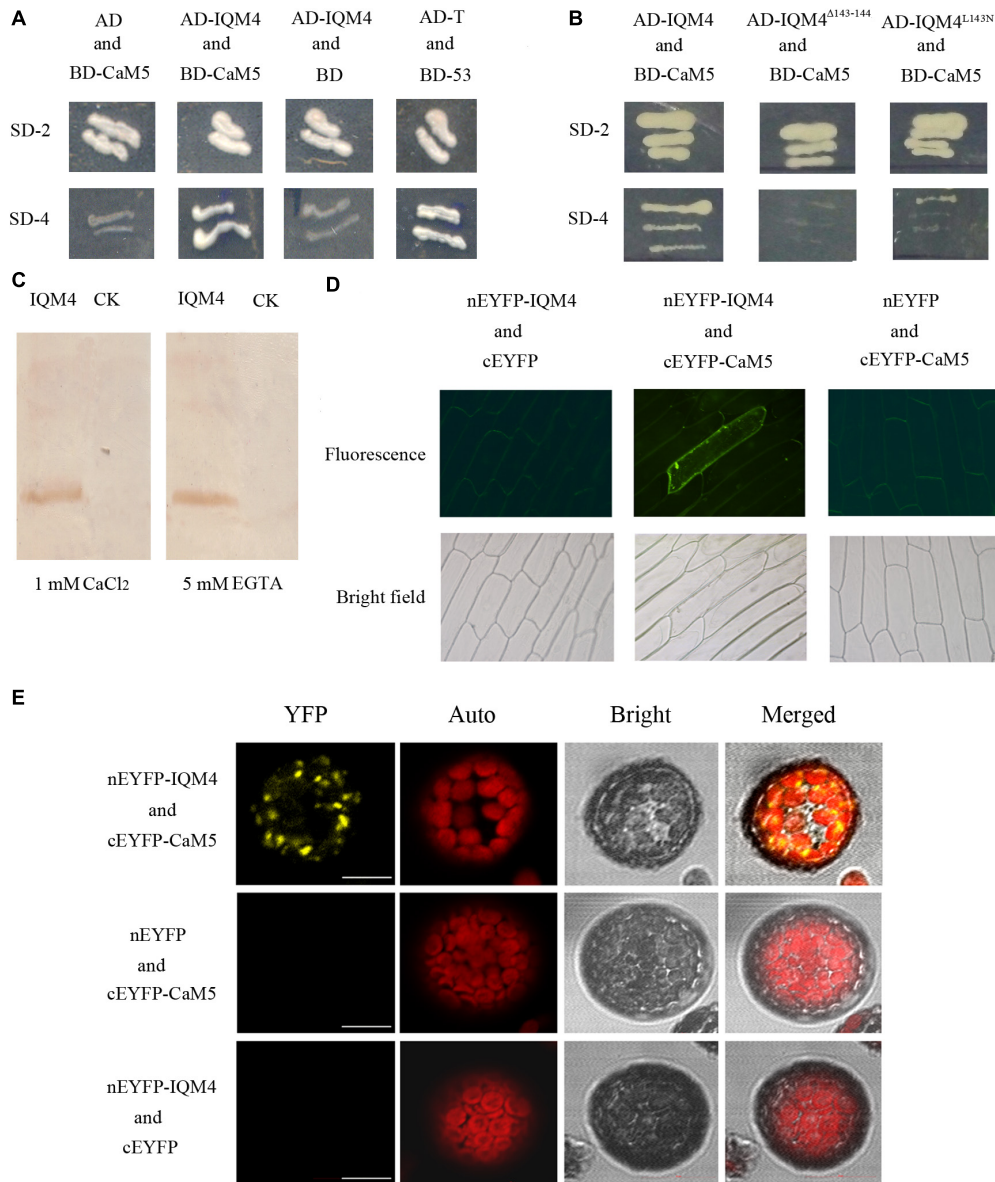 A
AD AD-IQM4 AD-IQM4 AD-T
and and and and
BD-CaM5 BD-CaM5 BD BD-53
SD-2
SD-4
B
AD-IQM4 AD-IQM4Δ143-144 AD-IQM4L143N
and and and
BD-CaM5 BD-CaM5 BD-CaM5
SD-2
SD-4
C
IQM4 CK IQM4 CK
1 mM CaCl2 5 mM EGTA
D
nEYFP-IQM4 nEYFP-IQM4 nEYFP
and and and
cEYFP cEYFP-CaM5 cEYFP-CaM5
Fluorescence
Bright field
E
YFP Auto Bright Merged
nEYFP-IQM4
and
cEYFP-CaM5
nEYFP
and
cEYFP-CaM5
nEYFP-IQM4
and
cEYFP